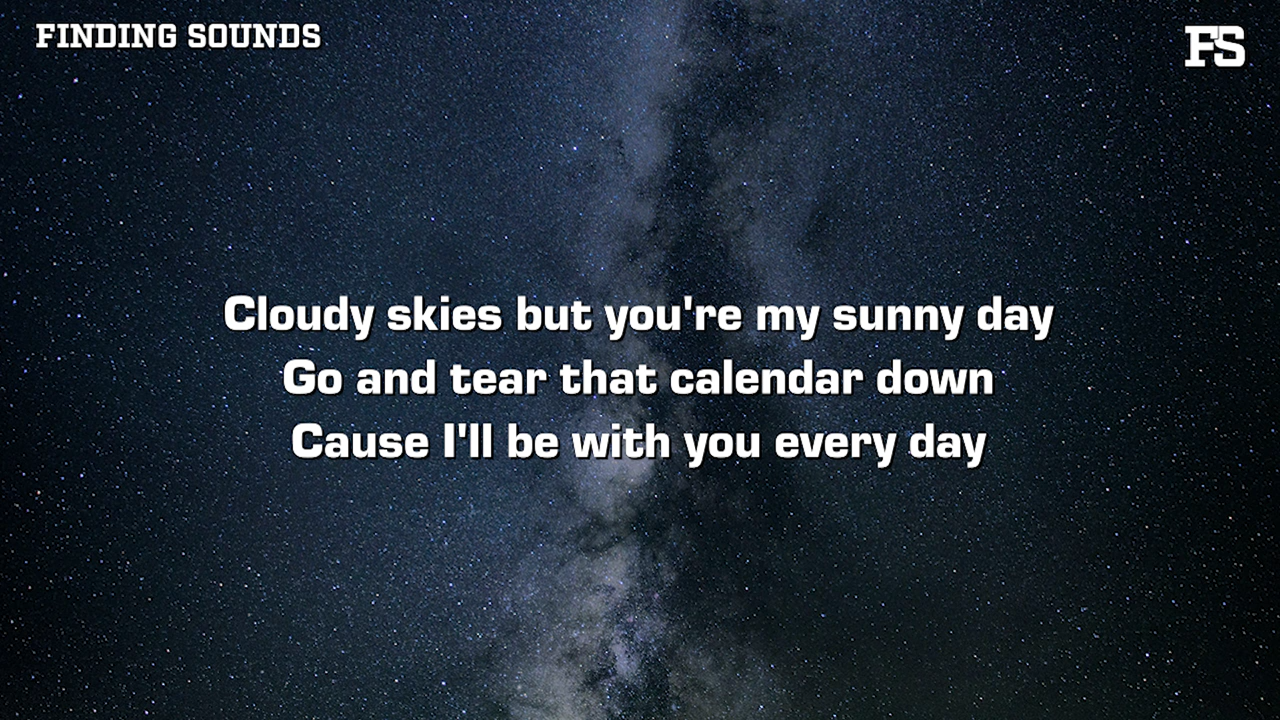 FINDING SOUNDS
FS
Cloudy skies but you're my sunny day
Go and tear that calendar down
Cause I'll be with you every day